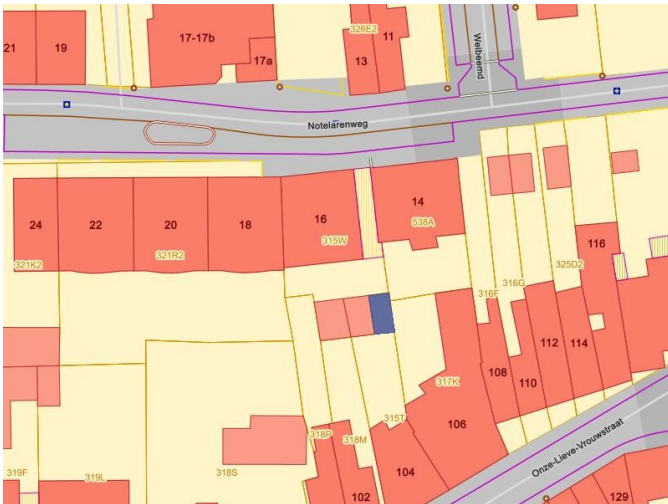 21
19
17-17b
17a
326E2
11
13
Welbeemd
Notelarenweg
24
22
20
18
16
14
315W
538A
321K2
321R2
116
325D2
316G
316F
112
114
108
110
317K
106
315T
318P
318M
104
102
318S
319F
319L
Onze-Lieve-Vrouwstraat
129